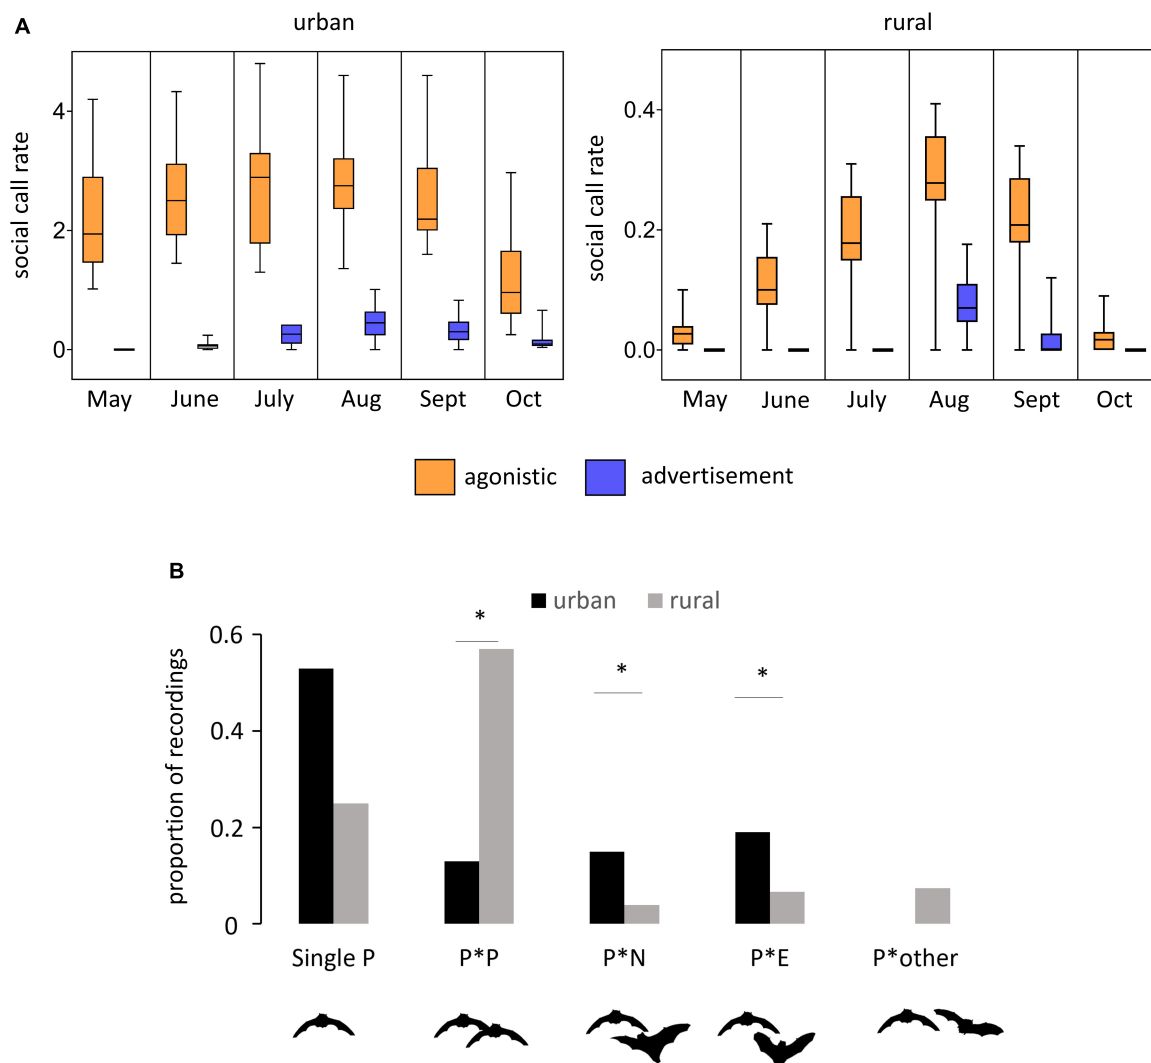 A
urban
rural
social call rate
4
2
0
May June July Aug Sept Oct
social call rate
0.4
0.2
0.0
May June July Aug Sept Oct
agonistic advertisement
B
urban rural
proportion of recordings
0.6
0.4
0.2
0
* * *
Single P P*P P*N P*E P*other